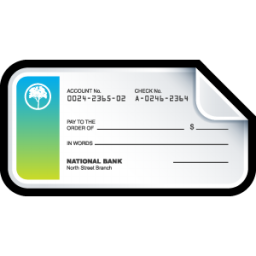 ACCOUNT No. CHECK No.
0024-2365-02 A-0246-2364
PAY TO THE
ORDER OF $
IN WORDS
NATIONAL BANK
North Street Branch